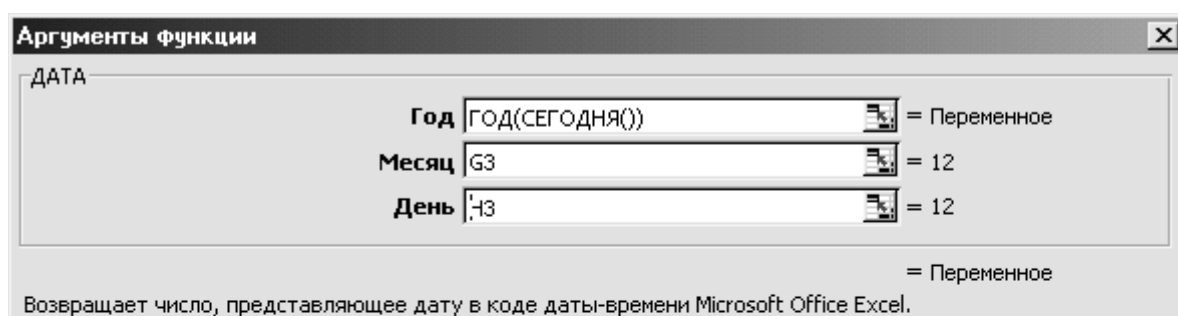 Аргументы функции
ДАТА
Год ГОД(СЕГОДНЯ()) = Переменное
Месяц G3 = 12
День H3 = 12
= Переменное
Возвращает число, представляющее дату в коде даты-времени Microsoft Office Excel.